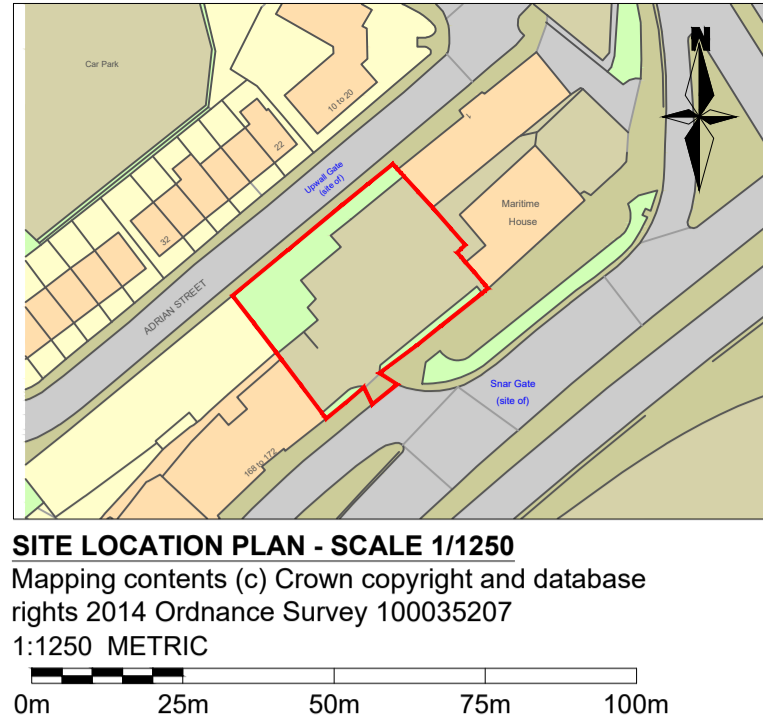 Car Park
N
10 to 20
22
1
Upwall Gate
(site of)
Maritime
House
32
ADRIAN STREET
Snar Gate
(site of)
168 to 172
SITE LOCATION PLAN - SCALE 1/1250
Mapping contents (c) Crown copyright and database
rights 2014 Ordnance Survey 100035207
1:1250 METRIC
0m 25m 50m 75m 100m